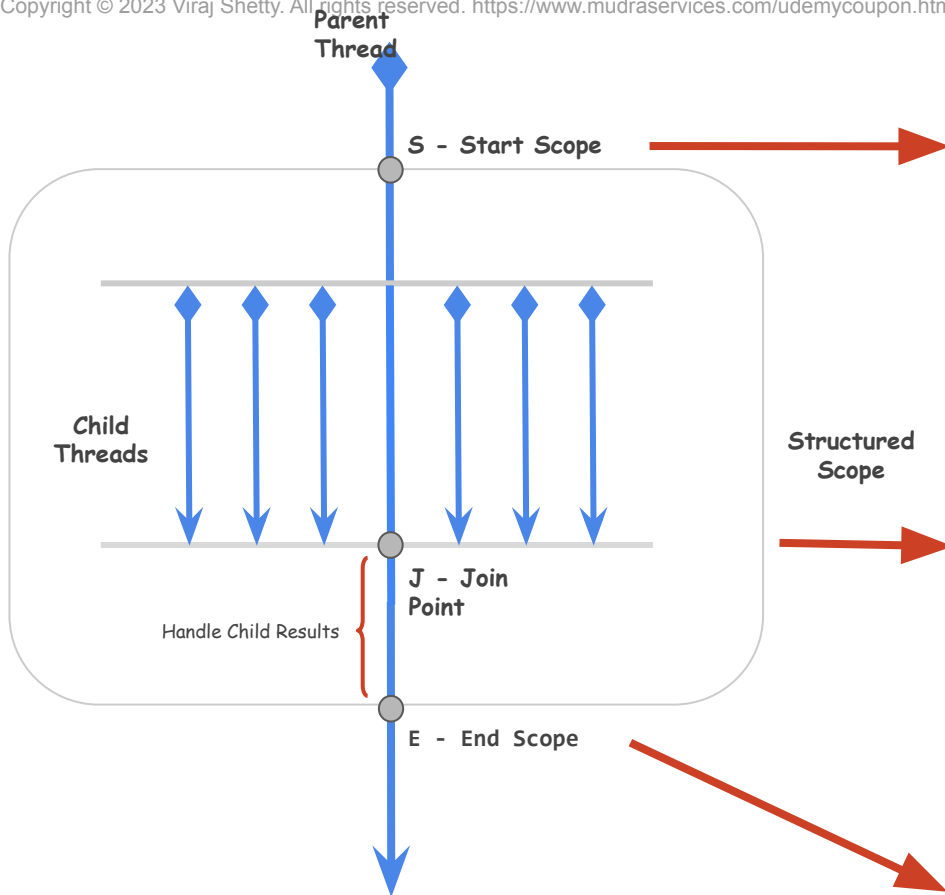 Copyright © 2023 Viraj Shetty. All rights reserved. https://www.mudraservices.com/udemycoupon.htm
Parent
Thread
S - Start Scope
Child
Threads
Structured
Scope
J - Join
Point
Handle Child Results
E - End Scope